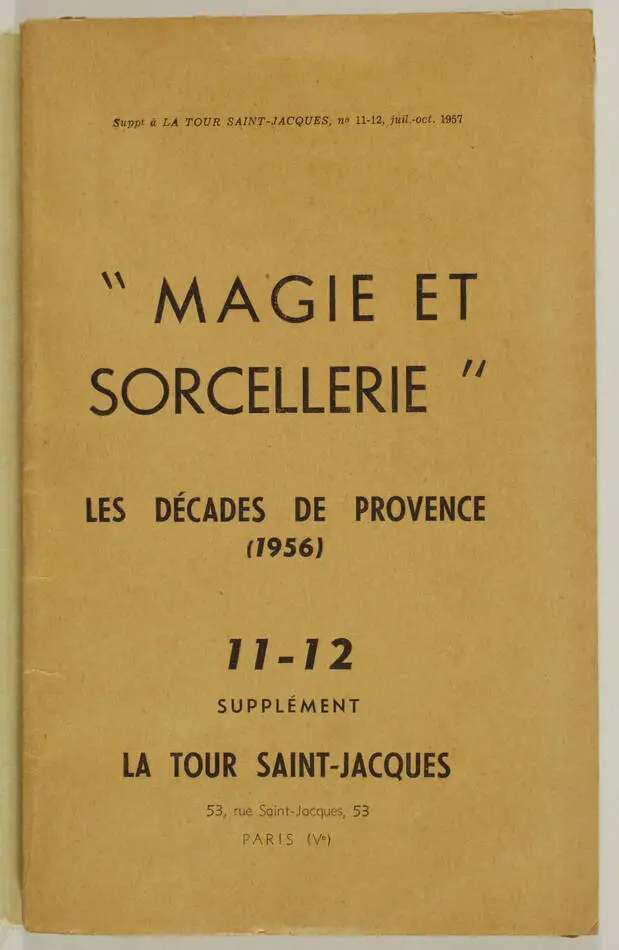 Suppt à LA TOUR SAINT-JACQUES, no 11-12, juil.-oct. 1957
" MAGIE ET
SORCELLERIE "
LES DÉCADES DE PROVENCE
(1956)
11-12
SUPPLÉMENT
LA TOUR SAINT-JACQUES
53, rue Saint-Jacques, 53
PARIS (Ve)